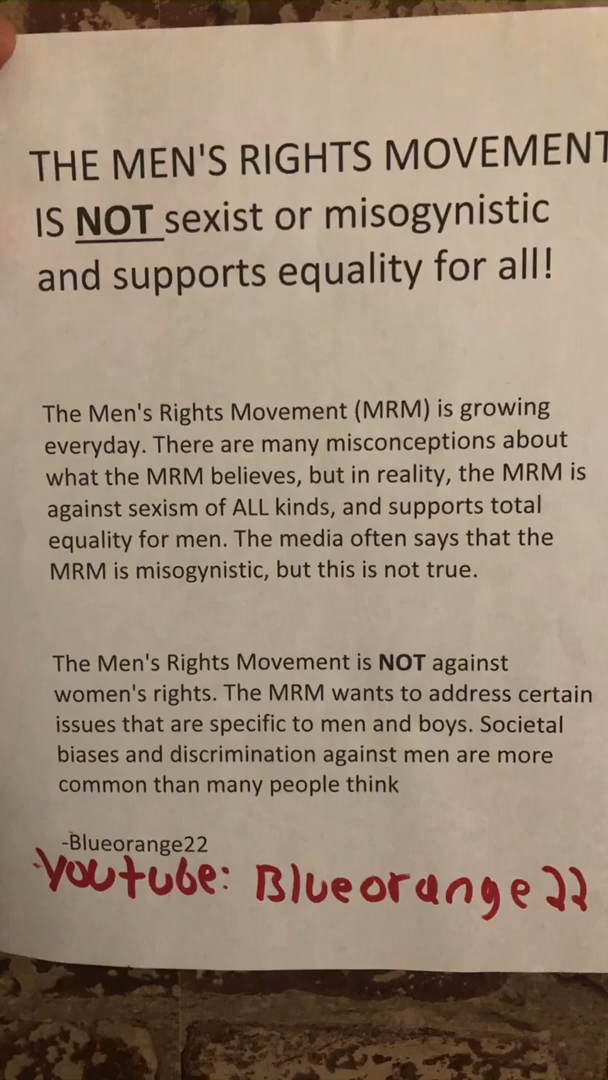 THE MEN'S RIGHTS MOVEMENT
IS NOT sexist or misogynistic
and supports equality for all!
The Men's Rights Movement (MRM) is growing
everyday. There are many misconceptions about
what the MRM believes, but in reality, the MRM is
against sexism of ALL kinds, and supports total
equality for men. The media often says that the
MRM is misogynistic, but this is not true.
The Men's Rights Movement is NOT against
women's rights. The MRM wants to address certain
issues that are specific to men and boys. Societal
biases and discrimination against men are more
common than many people think
-Blueorange22
Youtube: Blueorange22